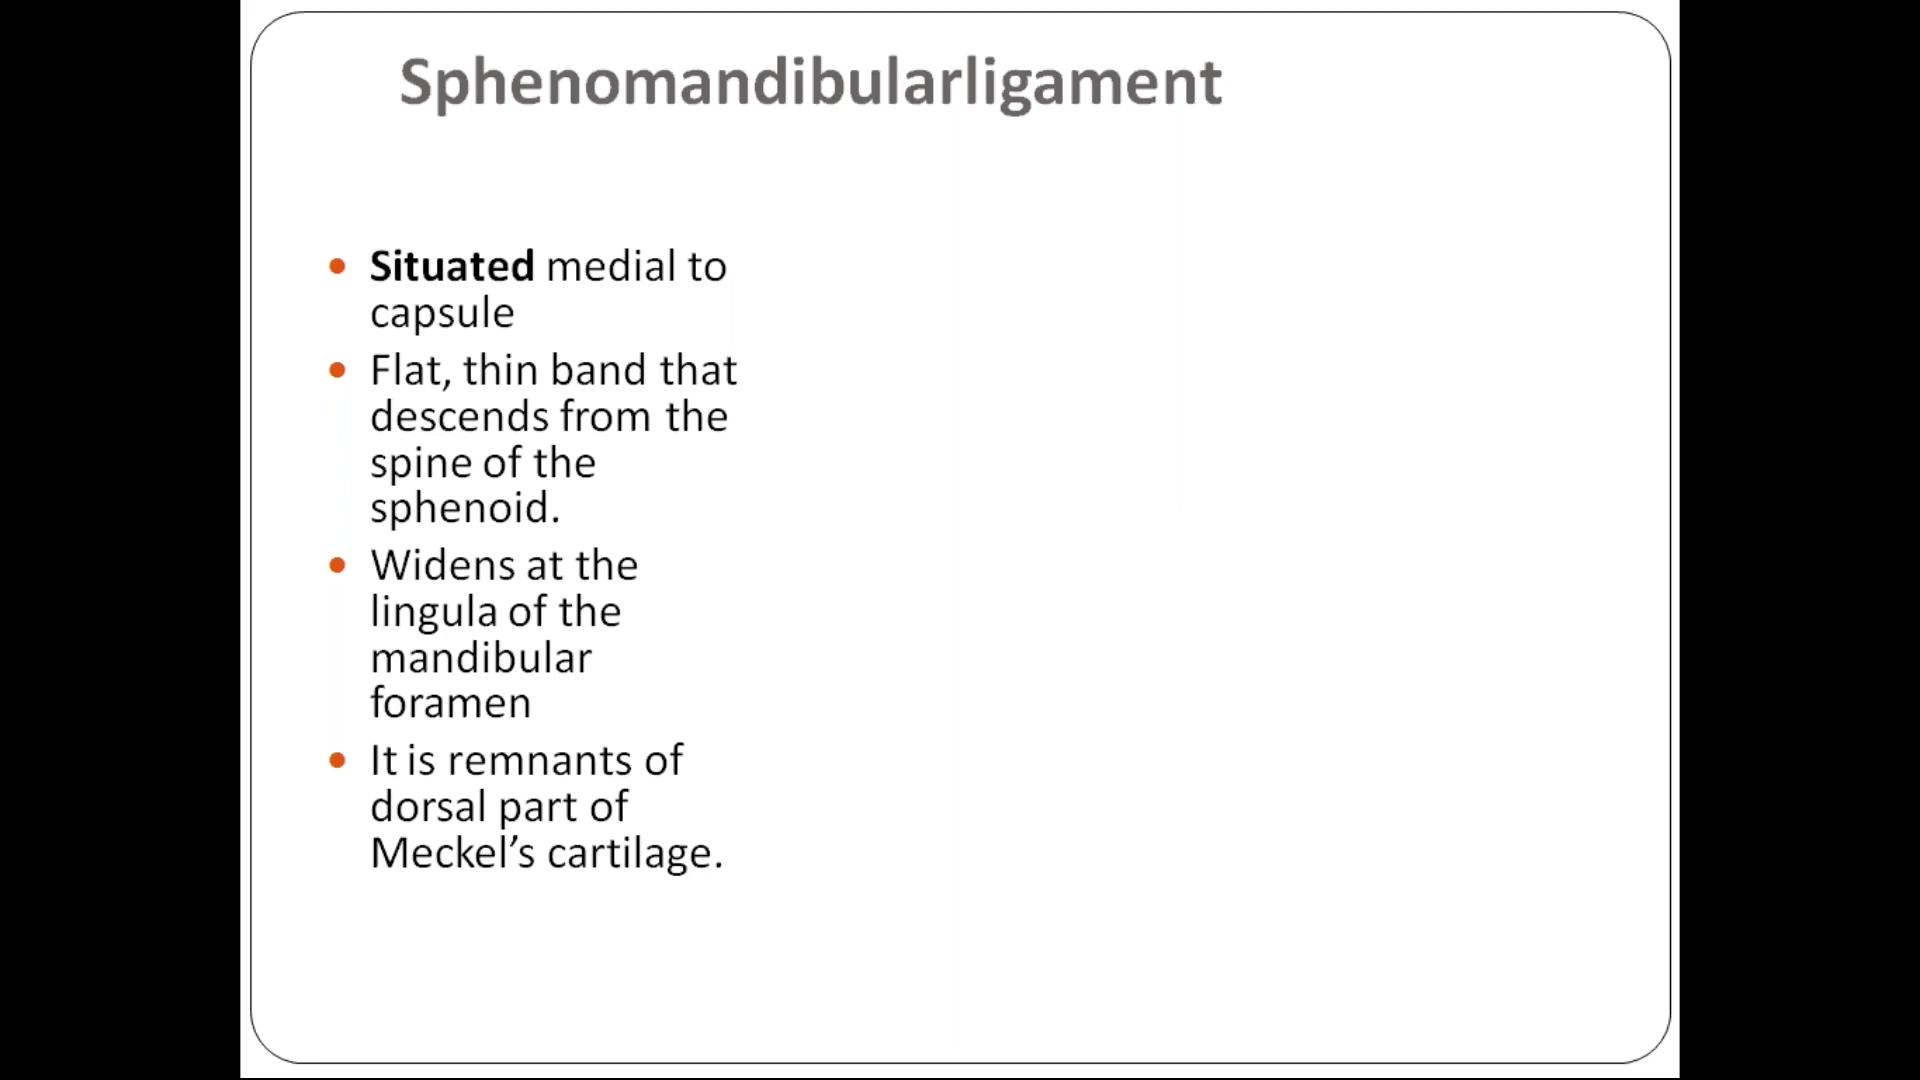 Sphenomandibularligament
• Situated medial to
capsule
• Flat, thin band that
descends from the
spine of the
sphenoid.
• Widens at the
lingula of the
mandibular
foramen
• It is remnants of
dorsal part of
Meckel’s cartilage.